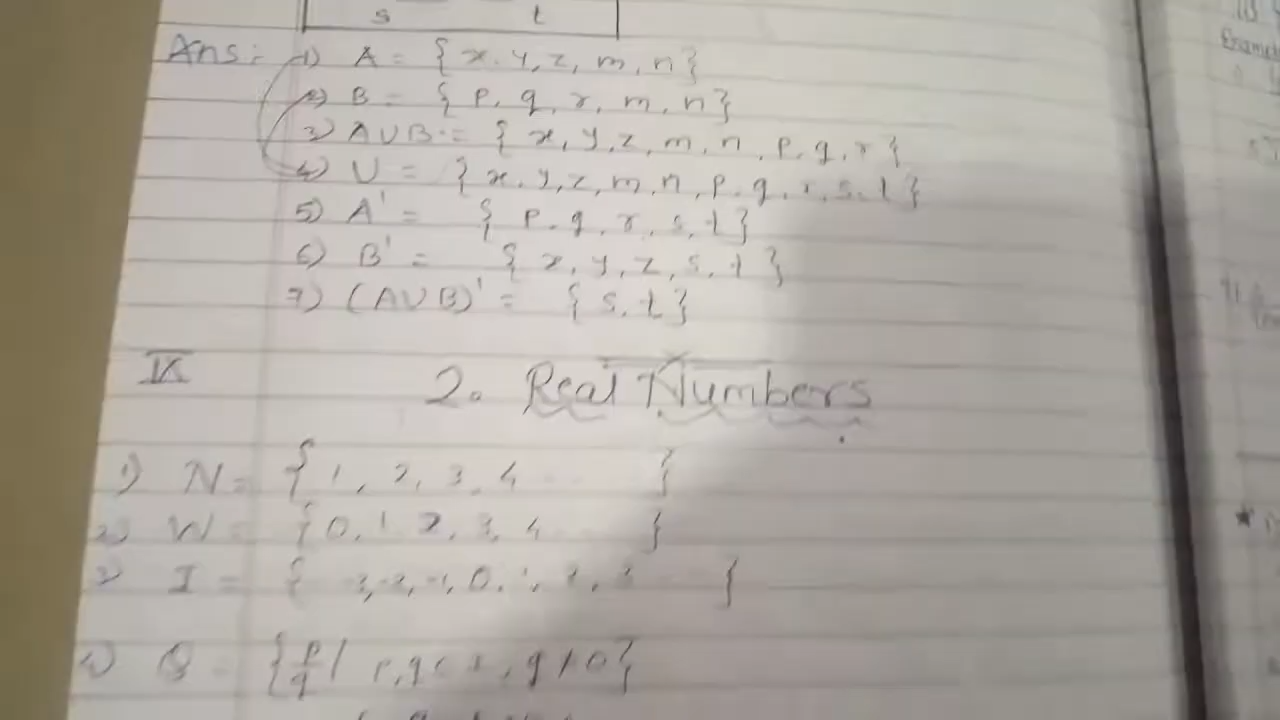 s t
Ans:- 1) A = {x, y, z, m, n}
2) B = {p, q, r, m, n}
3) A∪B = {x, y, z, m, n, p, q, r}
4) U = {x, y, z, m, n, p, q, r, s, t}
5) A' = {p, q, r, s, t}
6) B' = {x, y, z, s, t}
7) (A∪B)' = {s, t}
IX 2. Real Numbers
1) N = {1, 2, 3, 4 ... }
2) W = {0, 1, 2, 3, 4 ... }
3) I = { -3, -2, -1, 0, 1, 2, 3 ... }
4) Q = {p/q / p, q ∈ I, q ≠ 0}